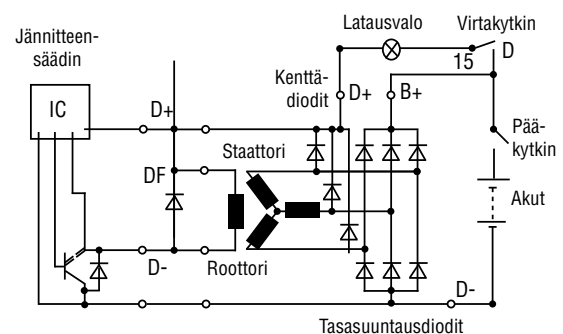 Latausvalo
Virtakytkin
Jännitteen-
säädin
15
D
Kenttä-
diodit
D+
B+
IC
D+
Pää-
kytkin
Staattori
DF
Akut
D-
Roottori
D-
Tasasuuntausdiodit